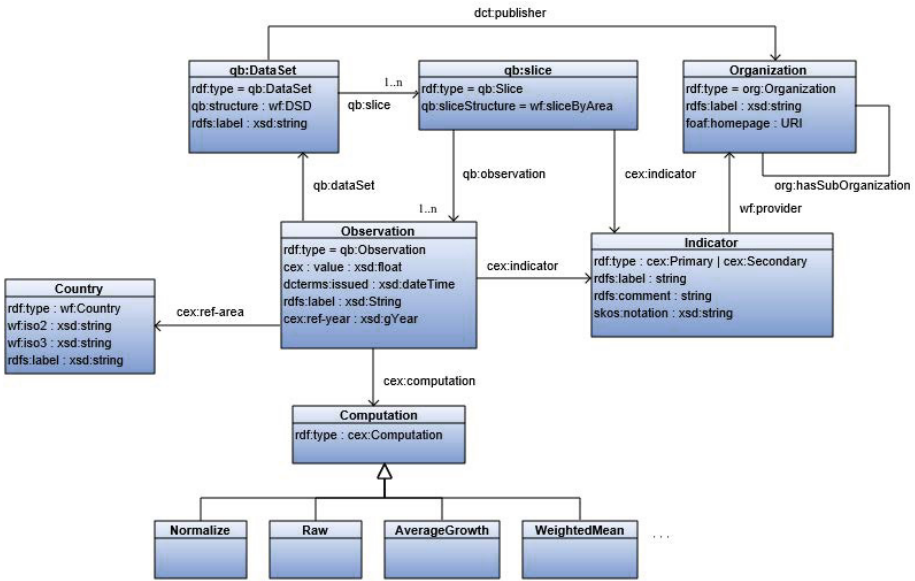 dct:publisher
qb:DataSet
rdf:type = qb:DataSet
qb:structure : wf:DSD
rdfs:label : xsd:string
1..n
qb:slice
qb:slice
rdf:type = qb:Slice
qb:sliceStructure = wf:sliceByArea
Organization
rdf:type = org:Organization
rdfs:label : xsd:string
foaf:homepage : URI
org:hasSubOrganization
qb:dataSet
qb:observation
1..n
cex:indicator
wf:provider
Observation
rdf:type = qb:Observation
cex : value : xsd:float
dcterms:issued : xsd:dateTime
rdfs:label : xsd:String
cex:ref-year : xsd:gYear
cex:indicator
Indicator
rdf:type : cex:Primary | cex:Secondary
rdfs:label : string
rdfs:comment : string
skos:notation : xsd:string
Country
rdf:type : wf:Country
wf:iso2 : xsd:string
wf:iso3 : xsd:string
rdfs:label : xsd:string
cex:ref-area
cex:computation
Computation
rdf:type : cex:Computation
Normalize
Raw
AverageGrowth
WeightedMean
. . .